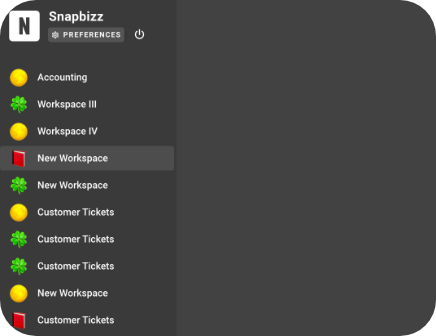 N
Snapbizz
PREFERENCES
Accounting
Workspace III
Workspace IV
New Workspace
New Workspace
Customer Tickets
Customer Tickets
Customer Tickets
New Workspace
Customer Tickets